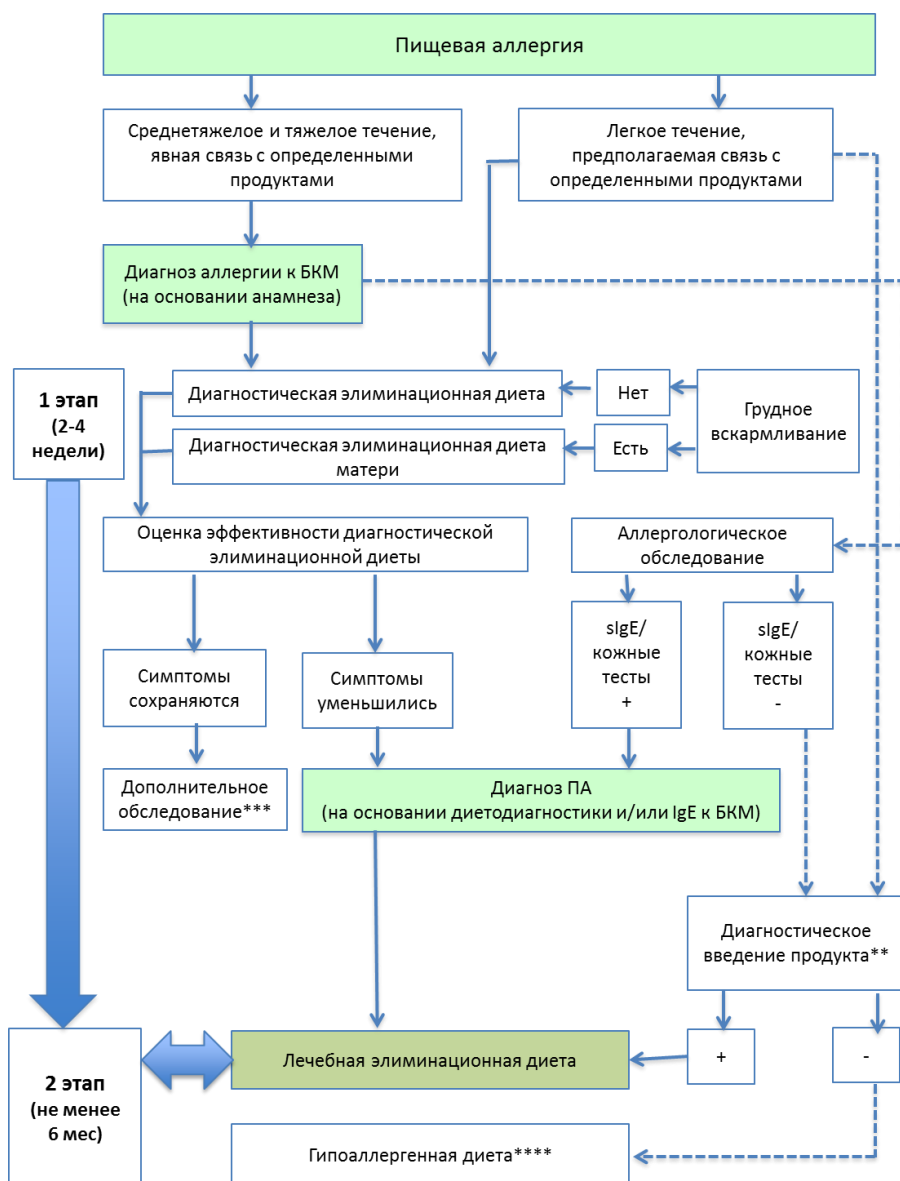 Пищевая аллергия
Среднетяжелое и тяжелое течение,
явная связь с определенными
продуктами
Легкое течение,
предполагаемая связь с
определенными продуктами
Диагноз аллергии к БКМ
(на основании анамнеза)
1 этап
(2-4
недели)
Диагностическая элиминационная диета
Нет
Грудное
вскармливание
Диагностическая элиминационная диета
матери
Есть
Оценка эффективности диагностической
элиминационной диеты
Аллергологическое
обследование
sIgE/
кожные
тесты
+
sIgE/
кожные
тесты
-
Симптомы
сохраняются
Симптомы
уменьшились
Дополнительное
обследование***
Диагноз ПА
(на основании диетодиагностики и/или IgE к БКМ)
Диагностическое
введение продукта**
2 этап
(не менее
6 мес)
Лечебная элиминационная диета
+
-
Гипоаллергенная диета****